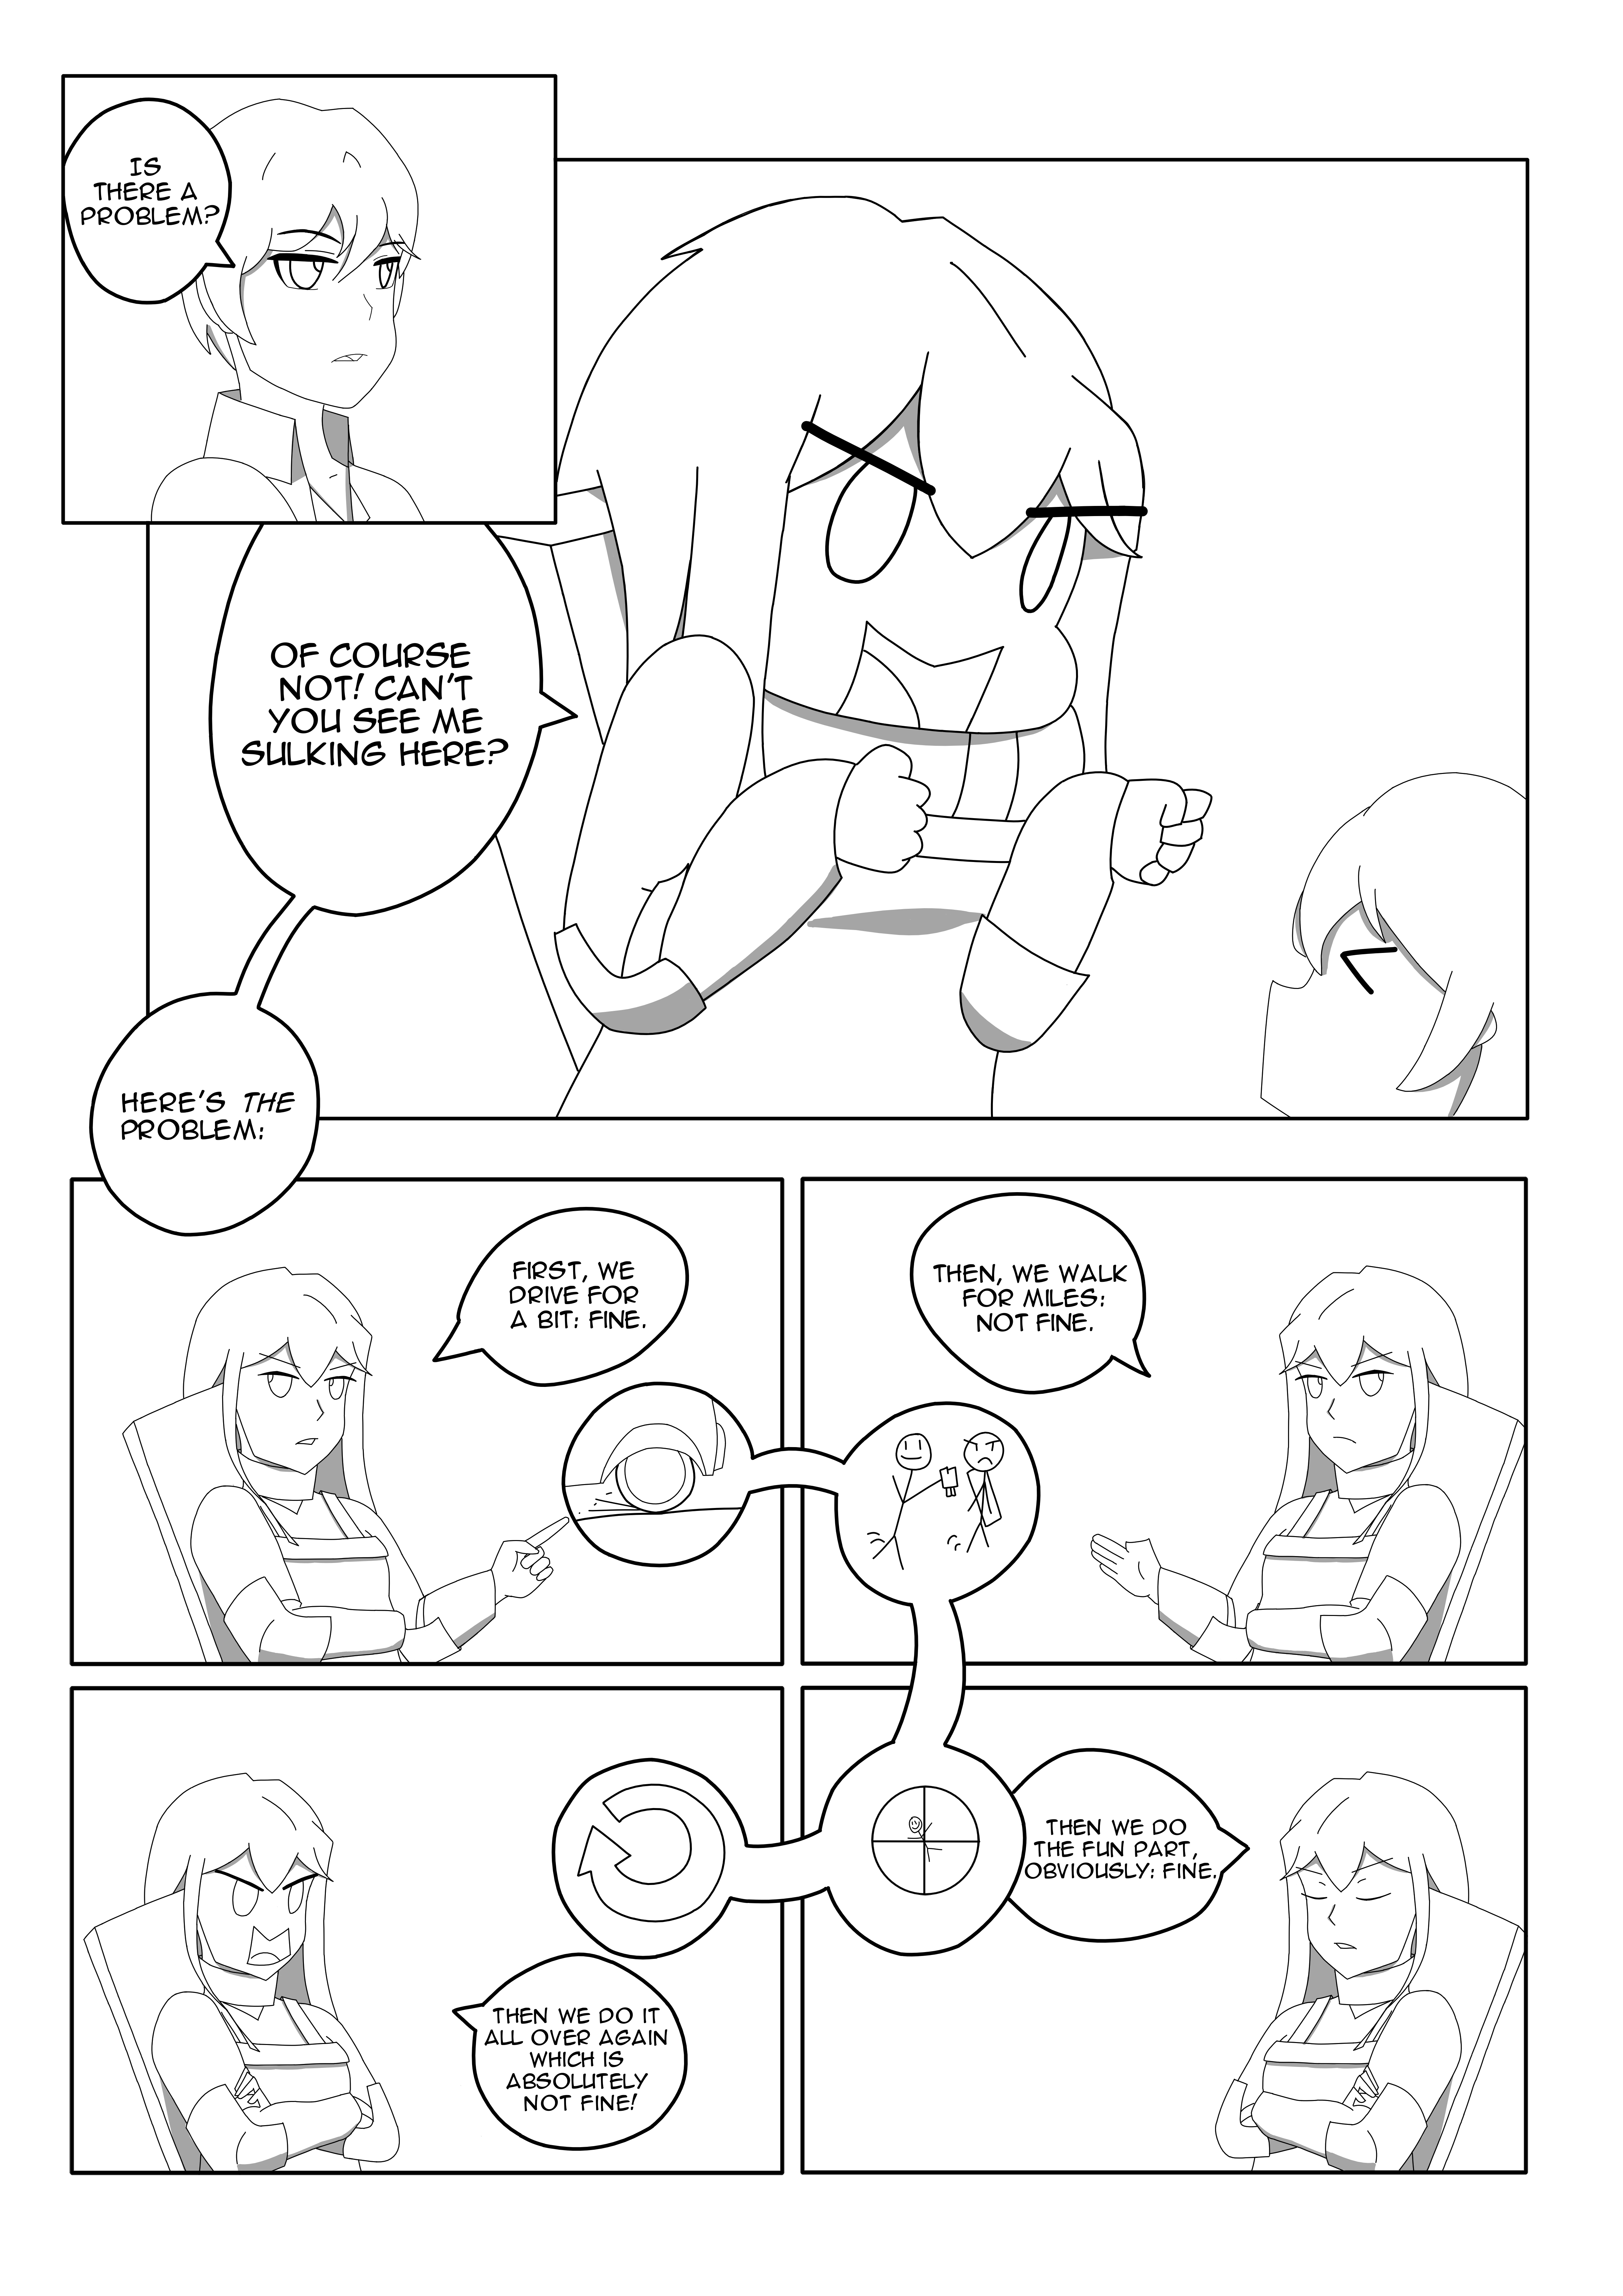 IS
THERE A
PROBLEM?
OF COURSE
NOT! CAN'T
YOU SEE ME
SULKING HERE?
HERE'S THE
PROBLEM:
FIRST, WE
DRIVE FOR
A BIT: FINE.
THEN, WE WALK
FOR MILES:
NOT FINE.
THEN WE DO
THE FUN PART,
OBVIOUSLY: FINE.
THEN WE DO IT
ALL OVER AGAIN
WHICH IS
ABSOLUTELY
NOT FINE!